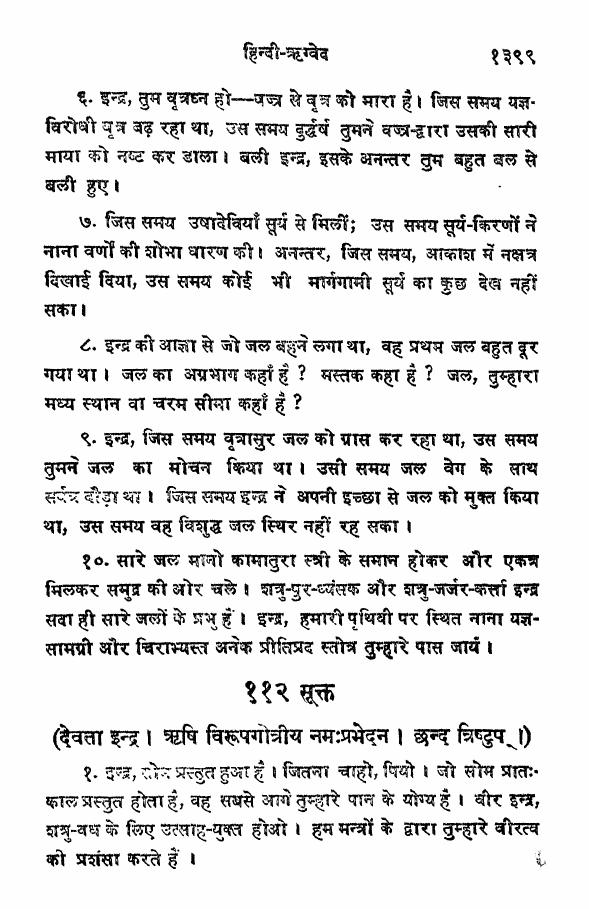 हिन्दी-ऋग्वेद १३९९
६. इन्द्र, तुम वृत्रघ्न हो—वज्र से वृत्र को मारा है। जिस समय यज्ञ-
विरोधी वृत्र बढ़ रहा था, उस समय दुर्द्धर्ष तुमने वज्र-द्वारा उसकी सारी
माया को नष्ट कर डाला। बली इन्द्र, इसके अनन्तर तुम बहुत बल से
बली हुए।
७. जिस समय उषादेवियाँ सूर्य से मिलीं; उस समय सूर्य-किरणों ने
नाना वर्णों की शोभा धारण की। अनन्तर, जिस समय, आकाश में नक्षत्र
दिखाई दिया, उस समय कोई भी मार्गगामी सूर्य का कुछ देख नहीं
सका।
८. इन्द्र की आज्ञा से जो जल बहने लगा था, वह प्रथम जल बहुत दूर
गया था। जल का अग्रभाग कहाँ है? मस्तक कहा है? जल, तुम्हारा
मध्य स्थान वा चरम सीमा कहाँ है?
९. इन्द्र, जिस समय वृत्रासुर जल को ग्रास कर रहा था, उस समय
तुमने जल का मोचन किया था। उसी समय जल वेग के साथ
सर्वत्र दौड़ा था। जिस समय इन्द्र ने अपनी इच्छा से जल को मुक्त किया
था, उस समय वह विशुद्ध जल स्थिर नहीं रह सका।
१०. सारे जल मानो कामातुरा स्त्री के समान होकर और एकत्र
मिलकर समुद्र की ओर चले। शत्रु-पुर-ध्वंसक और शत्रु-जर्जर-कर्त्ता इन्द्र
सदा ही सारे जलों के प्रभु हैं। इन्द्र, हमारी पृथिवी पर स्थित नाना यज्ञ-
सामग्री और चिराभ्यस्त अनेक प्रीतिप्रद स्तोत्र तुम्हारे पास जायं।
११२ सूक्त
(देवता इन्द्र। ऋषि विरूपगोत्रीय नमःप्रभेदन। छन्द त्रिष्टुप्।)
१. इन्द्र, सोम प्रस्तुत हुआ है। जितना चाहो, पियो। जो सोम प्रातः-
काल प्रस्तुत होता है, वह सबसे आगे तुम्हारे पान के योग्य है। वीर इन्द्र,
शत्रु-वध के लिए उत्साह-युक्त होओ। हम मन्त्रों के द्वारा तुम्हारे वीरत्व
की प्रशंसा करते हैं।